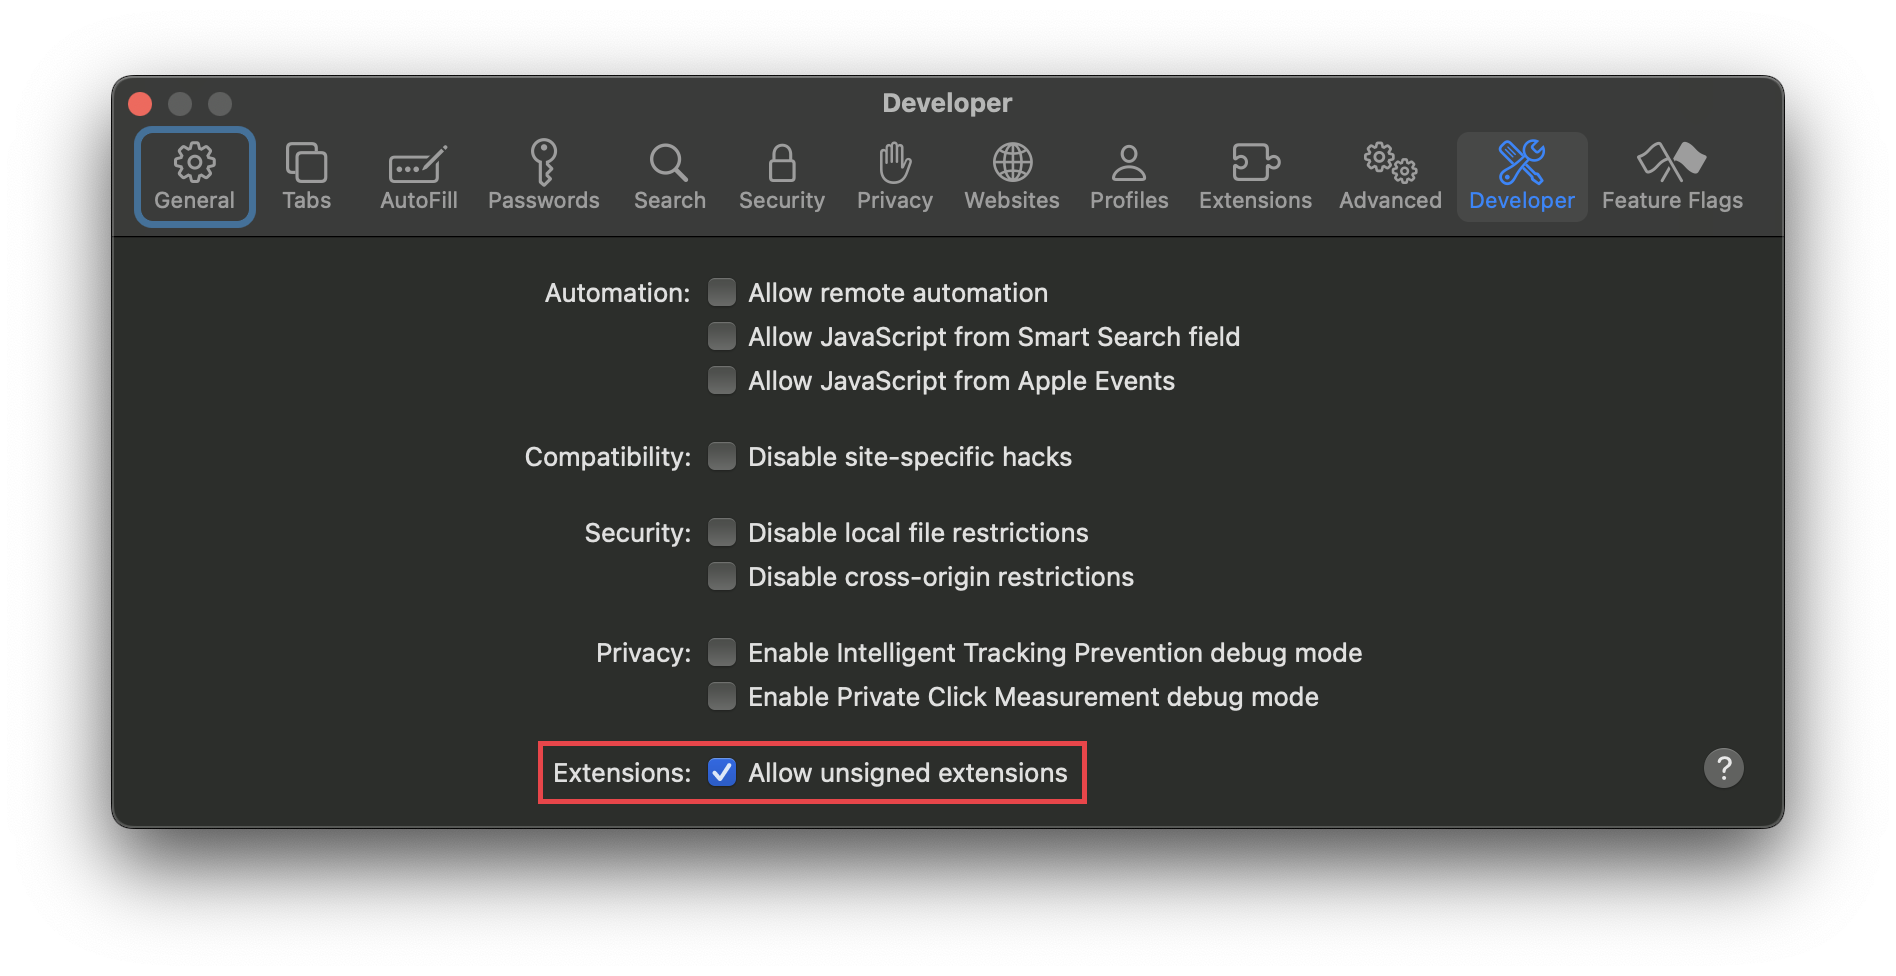 Developer
General Tabs AutoFill Passwords Search Security Privacy Websites Profiles Extensions Advanced Developer Feature Flags
Automation: Allow remote automation
Allow JavaScript from Smart Search field
Allow JavaScript from Apple Events
Compatibility: Disable site-specific hacks
Security: Disable local file restrictions
Disable cross-origin restrictions
Privacy: Enable Intelligent Tracking Prevention debug mode
Enable Private Click Measurement debug mode
Extensions: Allow unsigned extensions
?